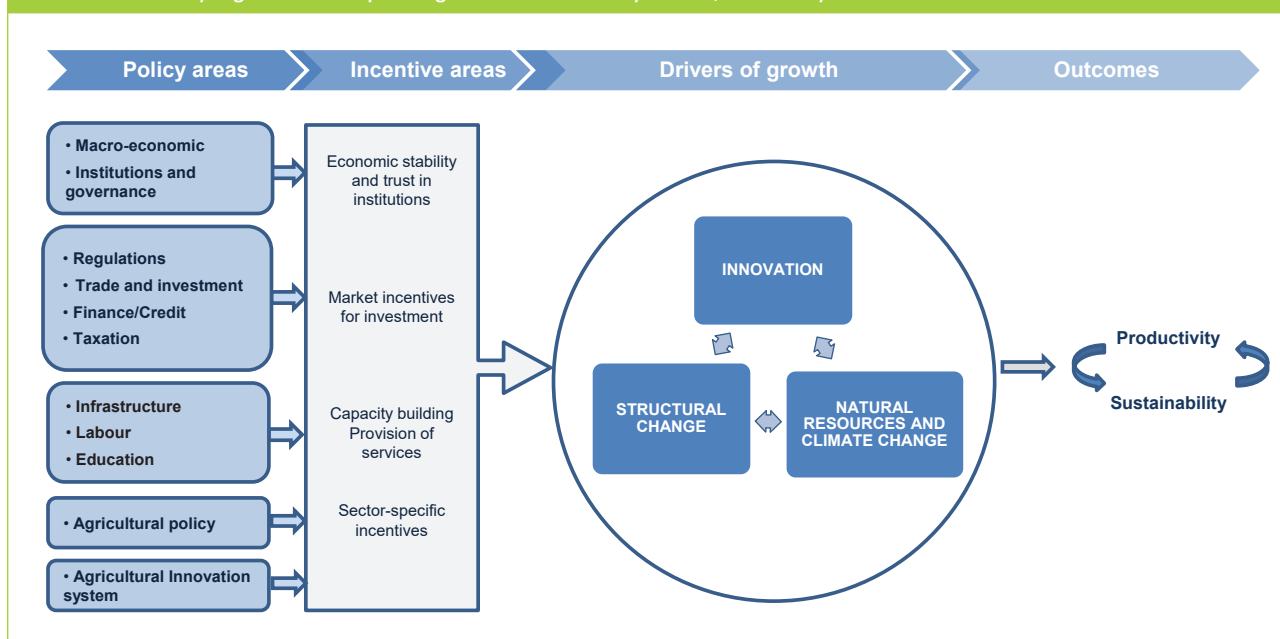 Policy areas
Incentive areas
Drivers of growth
Outcomes
• Macro-economic
• Institutions and
governance
• Regulations
• Trade and investment
• Finance/Credit
• Taxation
• Infrastructure
• Labour
• Education
• Agricultural policy
• Agricultural Innovation
system
Economic stability
and trust in
institutions
Market incentives
for investment
Capacity building
Provision of
services
Sector-specific
incentives
INNOVATION
STRUCTURAL
CHANGE
NATURAL
RESOURCES AND
CLIMATE CHANGE
Productivity
Sustainability